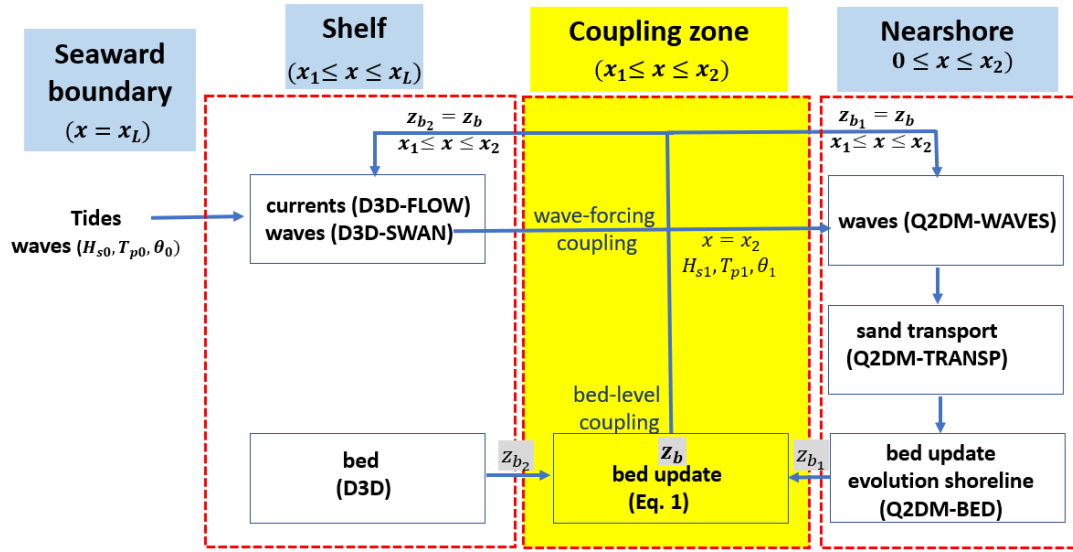 Seaward
boundary
(x = x_L)
Shelf
(x_1 ≤ x ≤ x_L)
Coupling zone
(x_1 ≤ x ≤ x_2)
Nearshore
0 ≤ x ≤ x_2)
z_{b_2} = z_b
x_1 ≤ x ≤ x_2
z_{b_1} = z_b
x_1 ≤ x ≤ x_2
Tides
waves (H_{s0}, T_{p0}, θ_0)
currents (D3D-FLOW)
waves (D3D-SWAN)
wave-forcing
coupling
x = x_2
H_{s1}, T_{p1}, θ_1
waves (Q2DM-WAVES)
sand transport
(Q2DM-TRANSP)
bed-level
coupling
bed
(D3D)
z_{b_2}
z_b
bed update
(Eq. 1)
z_{b_1}
bed update
evolution shoreline
(Q2DM-BED)